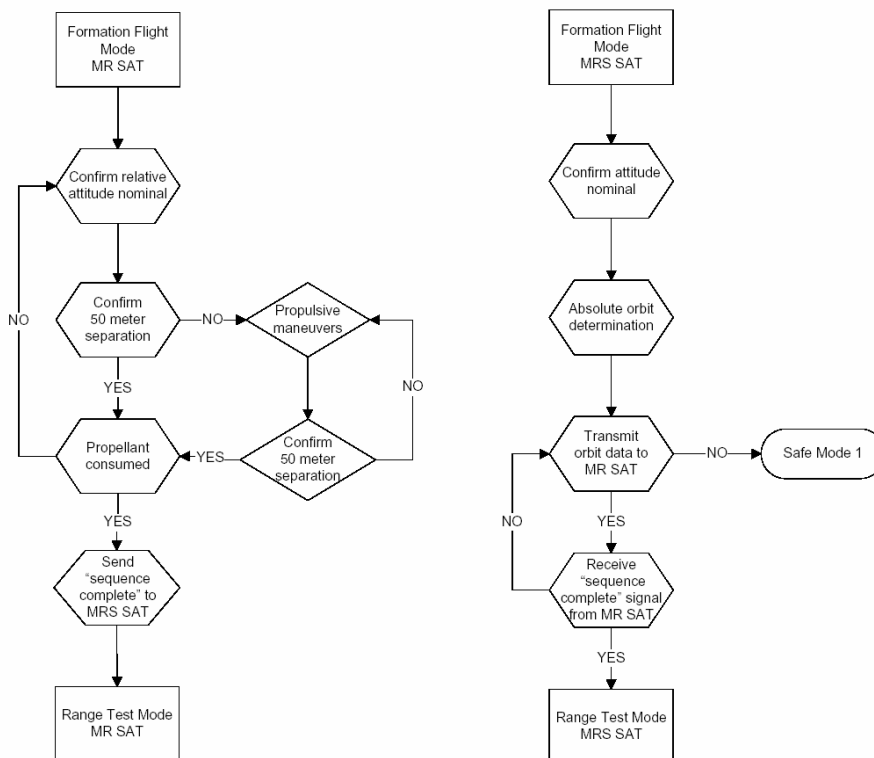 Formation Flight
Mode
MR SAT
Confirm relative
attitude nominal
Confirm
50 meter
separation
NO
Propulsive
maneuvers
NO
NO
YES
Propellant
consumed
YES
Confirm
50 meter
separation
YES
Send
“sequence
complete” to
MRS SAT
Range Test Mode
MR SAT
Formation Flight
Mode
MRS SAT
Confirm attitude
nominal
Absolute orbit
determination
Transmit
orbit data to
MR SAT
NO
Safe Mode 1
NO
YES
Receive
“sequence
complete” signal
from MR SAT
YES
Range Test Mode
MRS SAT